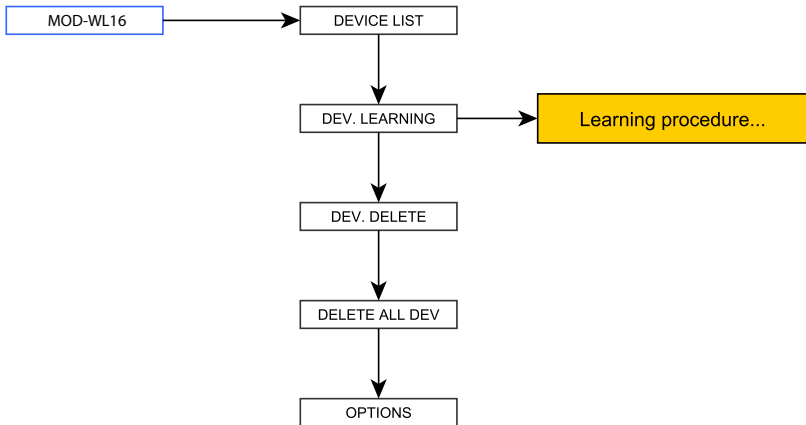 MOD-WL16
DEVICE LIST
DEV. LEARNING
Learning procedure...
DEV. DELETE
DELETE ALL DEV
OPTIONS